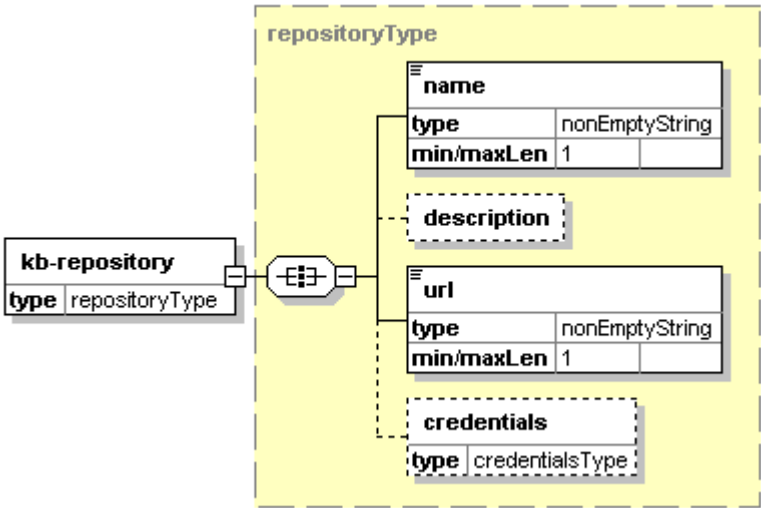 repositoryType
name
type nonEmptyString
min/maxLen 1
description
kb-repository
type repositoryType
url
type nonEmptyString
min/maxLen 1
credentials
type credentialsType